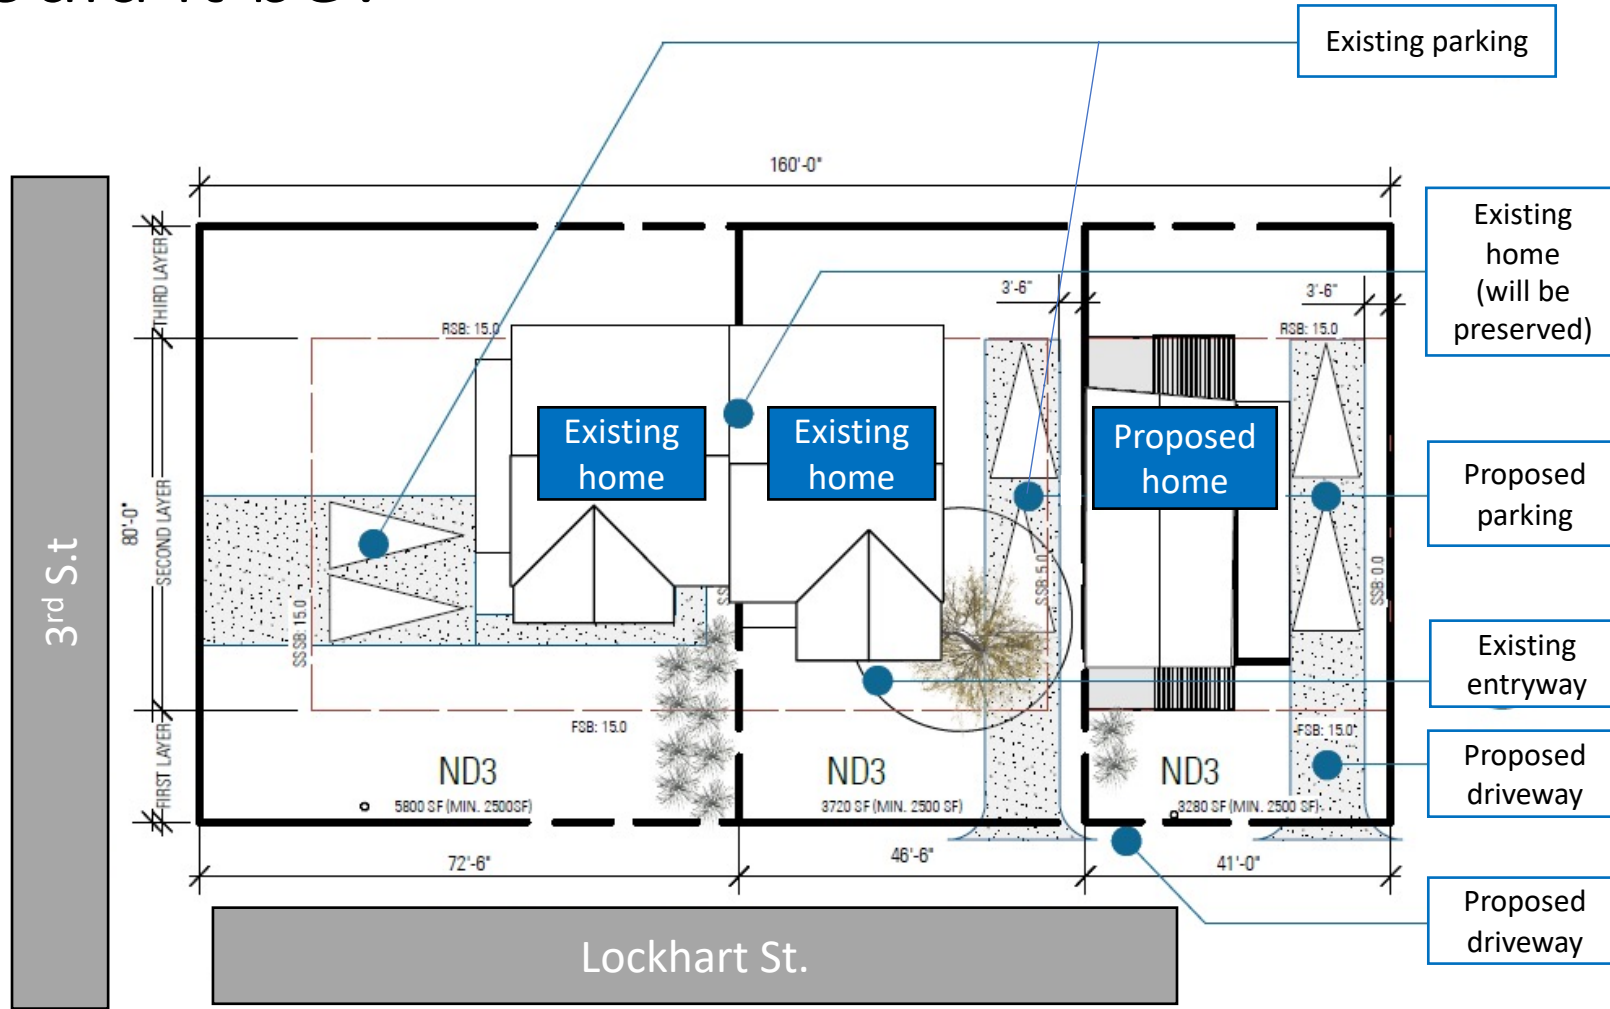 Existing parking
160'-0"
Existing
home
(will be
preserved)
THIRD LAYER
3'-6"
3'-6"
RSB: 15.0
RSB: 15.0
Existing
home
Existing
home
Proposed
home
Proposed
parking
3rd S.t
80'-0"
SECOND LAYER
SSSB: 15.0
SSB: 5.0
SSB: 0.0
Existing
entryway
FIRST LAYER
FSB: 15.0
FSB: 15.0
ND3
ND3
ND3
5800 SF (MIN. 2500SF)
3720 SF (MIN. 2500 SF)
3280 SF (MIN. 2500 SF)
Proposed
driveway
72'-6"
46'-6"
41'-0"
Proposed
driveway
Lockhart St.